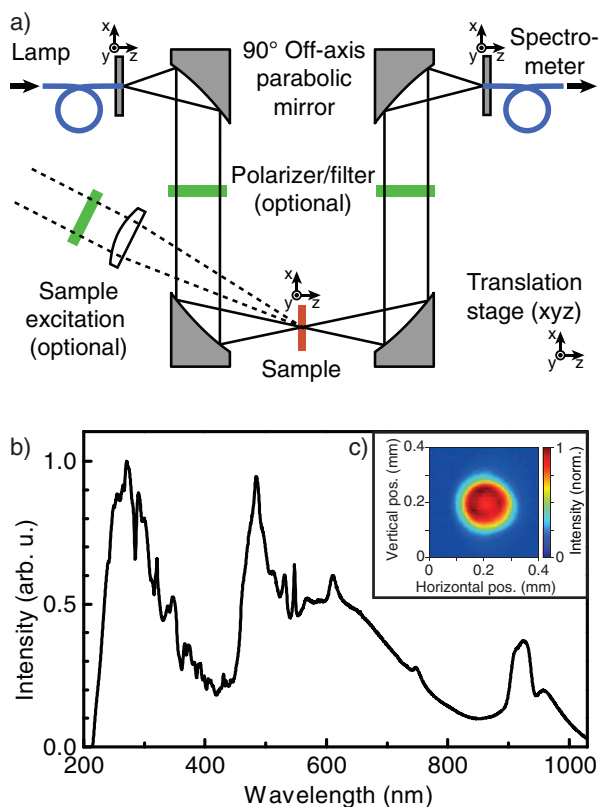 a)
Lamp
x
y
z
90° Off-axis
parabolic
mirror
x
y
z
Spectro-
meter
Polarizer/filter
(optional)
Sample
excitation
(optional)
x
y
z
Sample
Translation
stage (xyz)
x
y
z
b)
Intensity (arb. u.)
1.0
0.5
0.0
200
400
600
800
1000
Wavelength (nm)
c)
Vertical pos. (mm)
0.4
0.2
0
0
0.2
0.4
Horizontal pos. (mm)
1
0
Intensity (norm.)